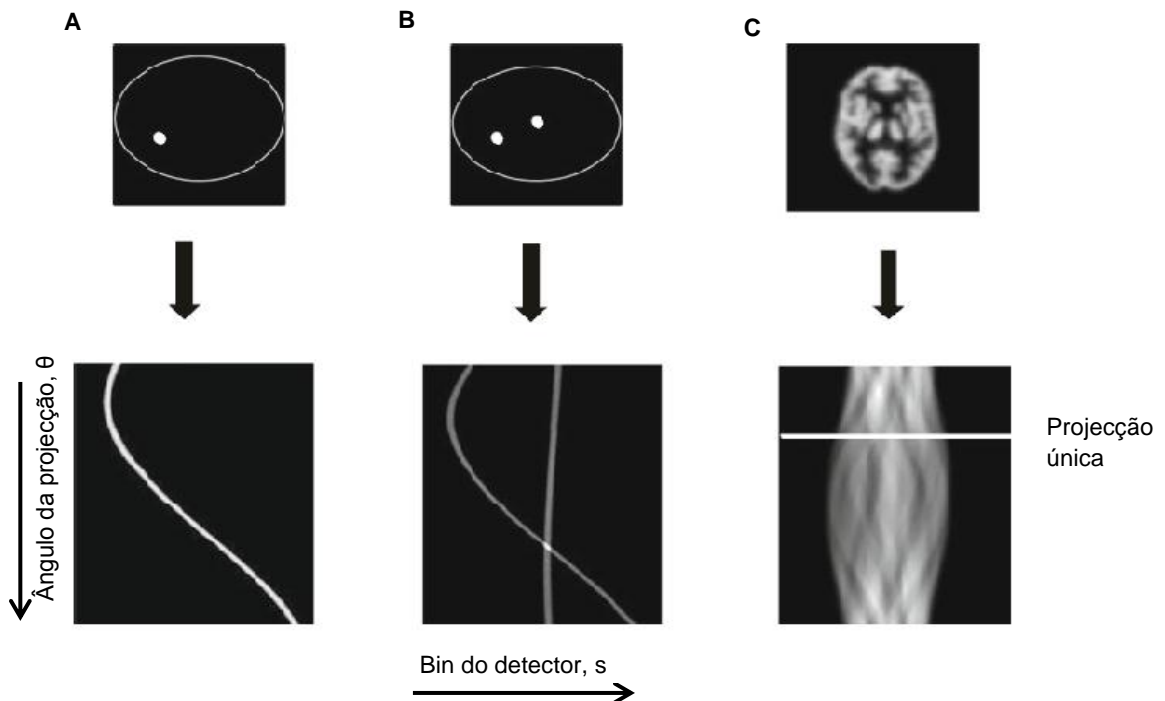 A
B
C
Ângulo da projecção, θ
Projecção
única
Bin do detector, s